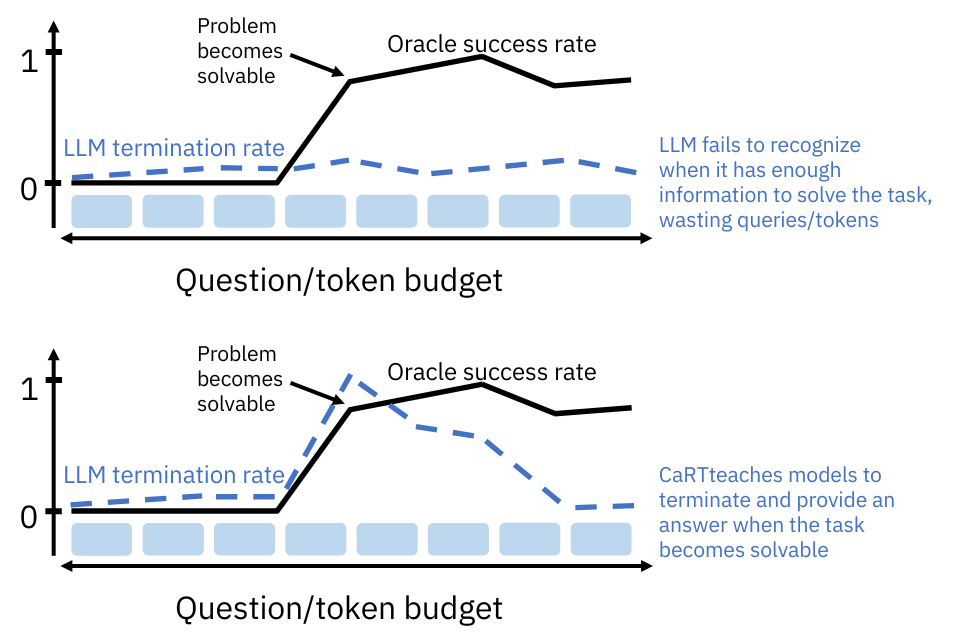 Problem
becomes
solvable
Oracle success rate
1
LLM termination rate
0
LLM fails to recognize
when it has enough
information to solve the task,
wasting queries/tokens
Question/token budget
Problem
becomes
solvable
Oracle success rate
1
LLM termination rate
0
CaRTteaches models to
terminate and provide an
answer when the task
becomes solvable
Question/token budget